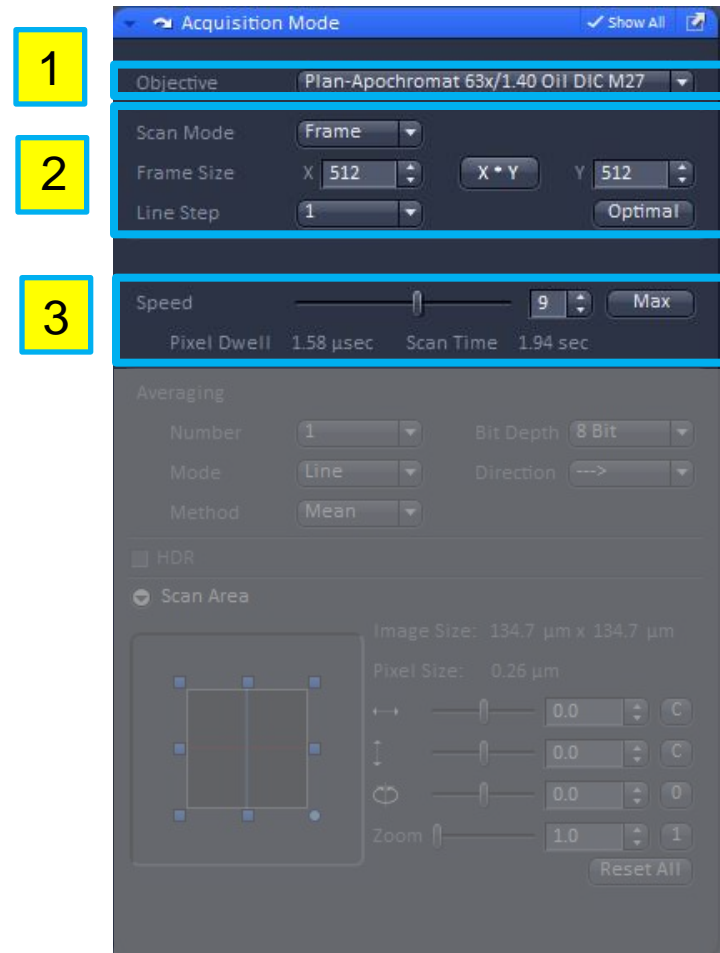 Acquisition Mode Show All
1
Objective Plan-Apochromat 63x/1.40 Oil DIC M27
2
Scan Mode Frame
Frame Size X 512 X * Y Y 512
Line Step 1 Optimal
3
Speed 9 Max
Pixel Dwell 1.58 µsec Scan Time 1.94 sec
Averaging
Number 1 Bit Depth 8 Bit
Mode Line Direction --->
Method Mean
HDR
Scan Area
Image Size: 134.7 µm x 134.7 µm
Pixel Size: 0.26 µm
0.0 C
0.0 C
0.0 0
Zoom 1.0 1
Reset All